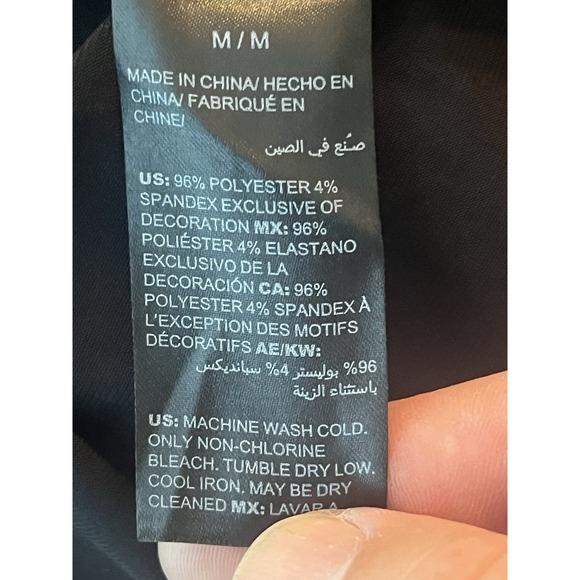 M / M
MADE IN CHINA/ HECHO EN
CHINA/ FABRIQUÉ EN
CHINE/
صُنع في الصين
US: 96% POLYESTER 4%
SPANDEX EXCLUSIVE OF
DECORATION MX: 96%
POLIÉSTER 4% ELASTANO
EXCLUSIVO DE LA
DECORACIÓN CA: 96%
POLYESTER 4% SPANDEX À
L'EXCEPTION DES MOTIFS
DÉCORATIFS AE/KW:
96% بوليستر 4% سبانديكس
باستثناء الزينة
US: MACHINE WASH COLD.
ONLY NON-CHLORINE
BLEACH. TUMBLE DRY LOW.
COOL IRON. MAY BE DRY
CLEANED MX: LAVAR A